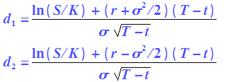 d₁ = ln(S/K) + (r + σ²/2) (T − t) / σ √(T − t)
d₂ = ln(S/K) + (r − σ²/2) (T − t) / σ √(T − t)